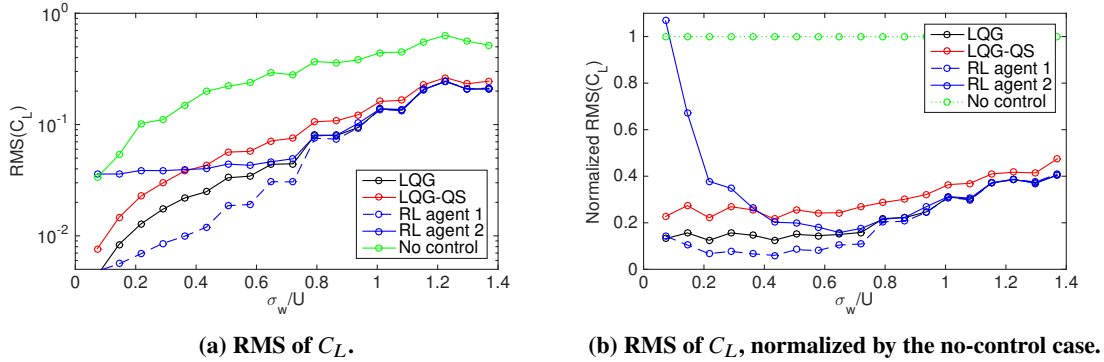 10^0
10^-1
10^-2
RMS(C_L)
LQG
LQG-QS
RL agent 1
RL agent 2
No control
0 0.2 0.4 0.6 0.8 1 1.2 1.4
σ_w/U
(a) RMS of C_L.
1
0.8
0.6
0.4
0.2
0
Normalized RMS(C_L)
LQG
LQG-QS
RL agent 1
RL agent 2
No control
0 0.2 0.4 0.6 0.8 1 1.2 1.4
σ_w/U
(b) RMS of C_L, normalized by the no-control case.